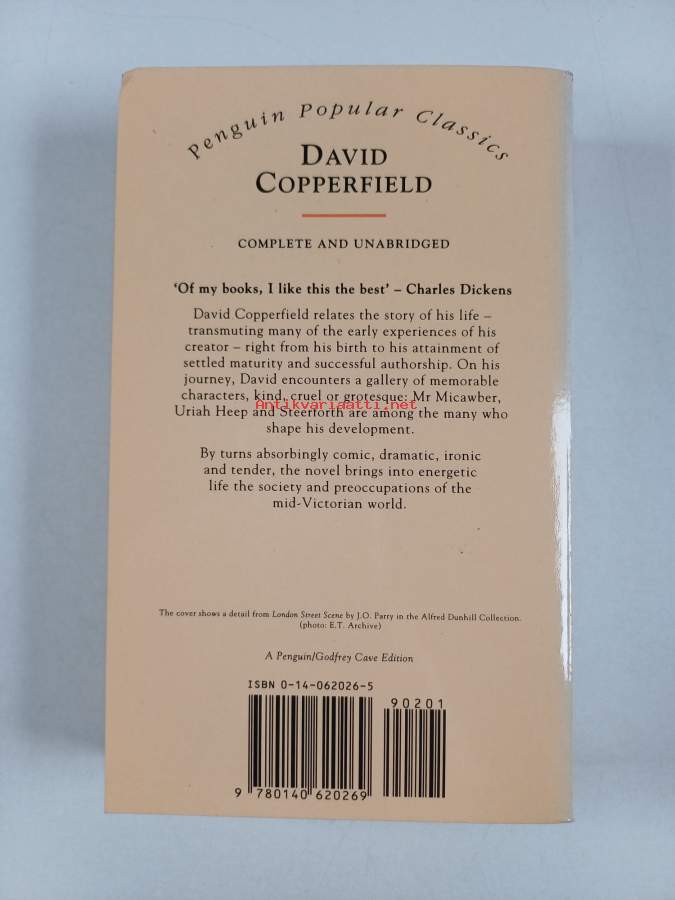 Penguin Popular Classics
DAVID
COPPERFIELD
COMPLETE AND UNABRIDGED
‘Of my books, I like this the best’ – Charles Dickens
David Copperfield relates the story of his life –
transmuting many of the early experiences of his
creator – right from his birth to his attainment of
settled maturity and successful authorship. On his
journey, David encounters a gallery of memorable
characters, kind, cruel or grotesque: Mr Micawber,
Antikvariaatti.net
Uriah Heep and Steerforth are among the many who
shape his development.
By turns absorbingly comic, dramatic, ironic
and tender, the novel brings into energetic
life the society and preoccupations of the
mid-Victorian world.
The cover shows a detail from London Street Scene by J.O. Parry in the Alfred Dunhill Collection.
(photo: E.T. Archive)
A Penguin/Godfrey Cave Edition
ISBN 0-14-062026-5
90201
9 780140 620269